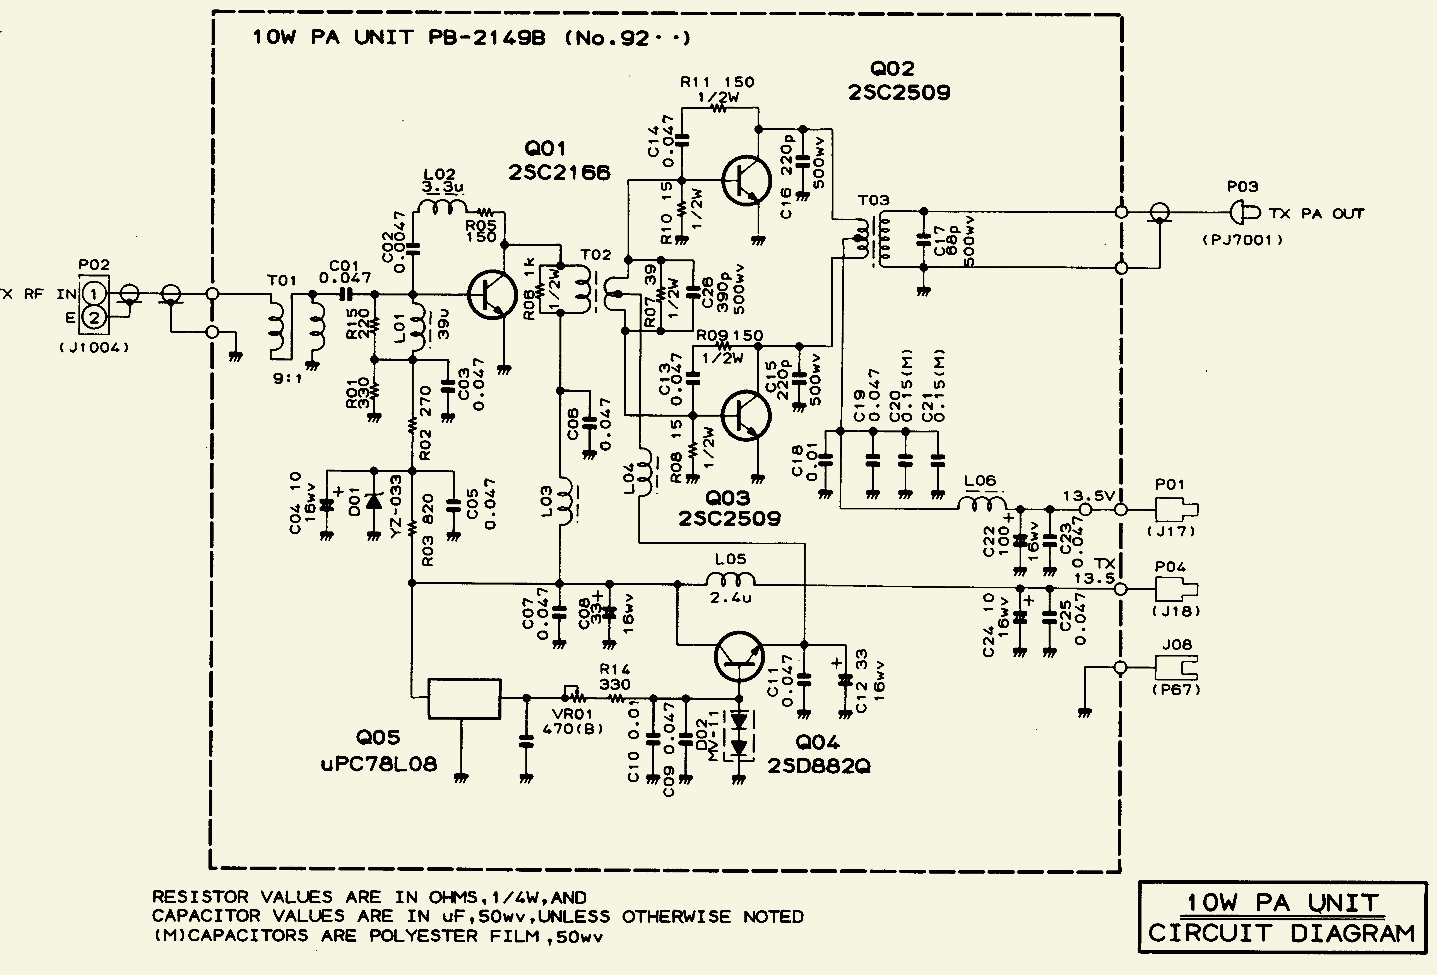 10W PA UNIT PB-2149B (No.92··)
Q02
2SC2509
R11 150
1/2W
C14
0.047
C16 220p
500wv
Q01
2SC2166
L02
3.3u
R05
150
C02
0.0047
R10 15
1/2W
T03
P03
TX PA OUT
(PJ7001)
C17
68p
500wv
P02
TX RF IN
1
E
2
(J1004)
T01
9:1
C01
0.047
R15
220
L01
39u
R06 1k
1/2W
T02
R07 39
1/2W
C26
390p
500wv
R09 150
1/2W
C13
0.047
C15
220p
500wv
R01
330
C03
0.047
R02 270
C06
0.047
R08 15
1/2W
C19
0.047
C20
0.15(M)
C21
0.15(M)
C18
0.01
L04
L03
Q03
2SC2509
C04 10
16wv
+
D01
YZ-033
R03 820
C05
0.047
L06
13.5V
P01
(J17)
C22
100
+
16wv
C23
0.047
TX
13.5
P04
(J18)
L05
2.4u
C07
0.047
C08
33
+
16wv
C24 10
16wv
+
C25
0.047
J08
(P67)
R14
330
VR01
470(B)
C10 0.01
C09 0.047
D02
MV-11
C11
0.047
+
C12 33
16wv
Q04
2SD882Q
Q05
uPC78L08
RESISTOR VALUES ARE IN OHMS,1/4W,AND
CAPACITOR VALUES ARE IN uF,50wv,UNLESS OTHERWISE NOTED
(M)CAPACITORS ARE POLYESTER FILM ,50wv
10W PA UNIT
CIRCUIT DIAGRAM